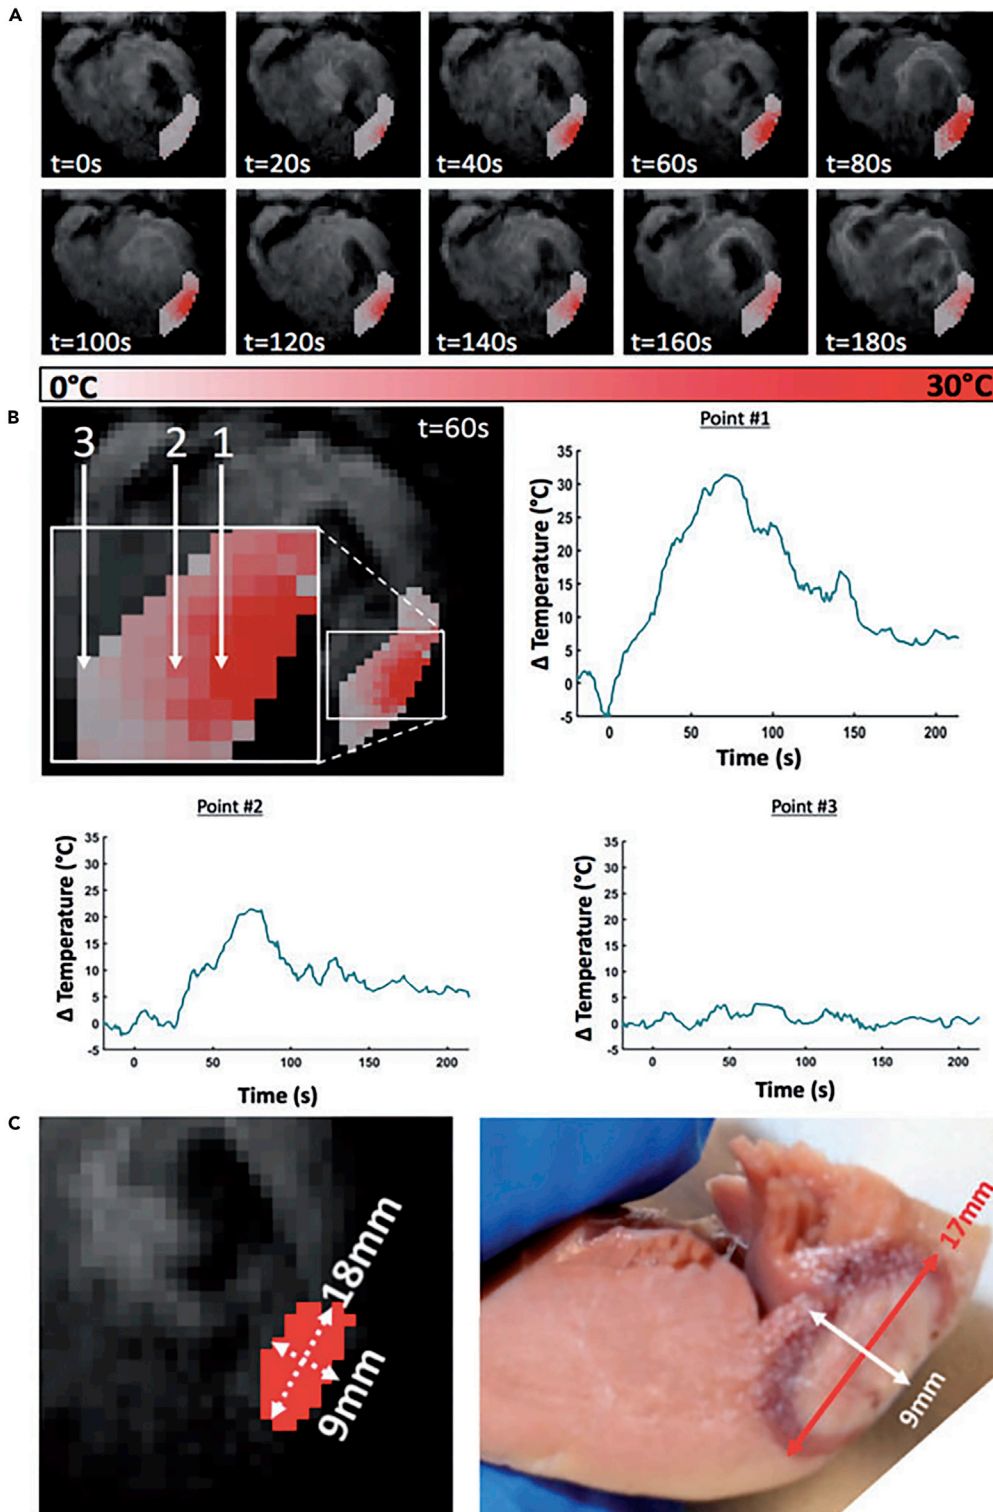 A
t=0s
t=20s
t=40s
t=60s
t=80s
t=100s
t=120s
t=140s
t=160s
t=180s
0°C
30°C
B
3
2
1
t=60s
Point #1
Δ Temperature (°C)
35
30
25
20
15
10
5
0
-5
0
50
100
150
200
Time (s)
Point #2
Δ Temperature (°C)
35
30
25
20
15
10
5
0
-5
0
50
100
150
200
Time (s)
Point #3
Δ Temperature (°C)
35
30
25
20
15
10
5
0
-5
0
50
100
150
200
Time (s)
C
18mm
9mm
17mm
9mm